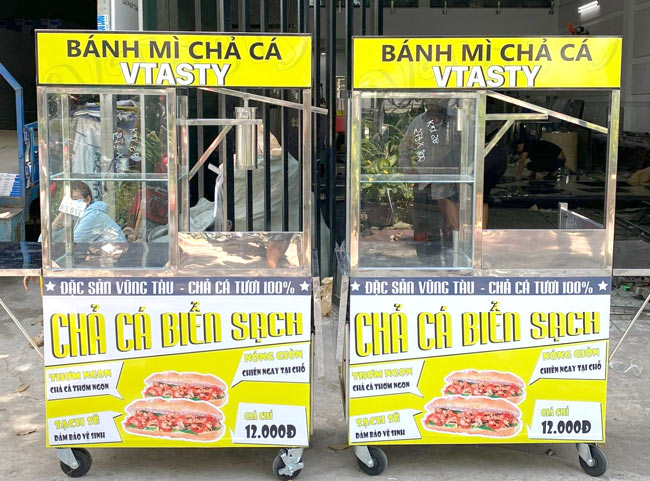 BÁNH MÌ CHẢ CÁ
VTASTY
★ ĐẶC SẢN VŨNG TÀU - CHẢ CÁ TƯƠI 100% ★
CHẢ CÁ BIỂN SẠCH
THƠM NGON
CHẢ CÁ THƠM NGON
NÓNG GIÒN
CHIÊN NGAY TẠI CHỖ
SẠCH SẼ
ĐẢM BẢO VỆ SINH
GIÁ CHỈ
12.000Đ
BÁNH MÌ CHẢ CÁ
VTASTY
★ ĐẶC SẢN VŨNG TÀU - CHẢ CÁ TƯƠI 100% ★
CHẢ CÁ BIỂN SẠCH
THƠM NGON
CHẢ CÁ THƠM NGON
NÓNG GIÒN
CHIÊN NGAY TẠI CHỖ
SẠCH SẼ
ĐẢM BẢO VỆ SINH
GIÁ CHỈ
12.000Đ